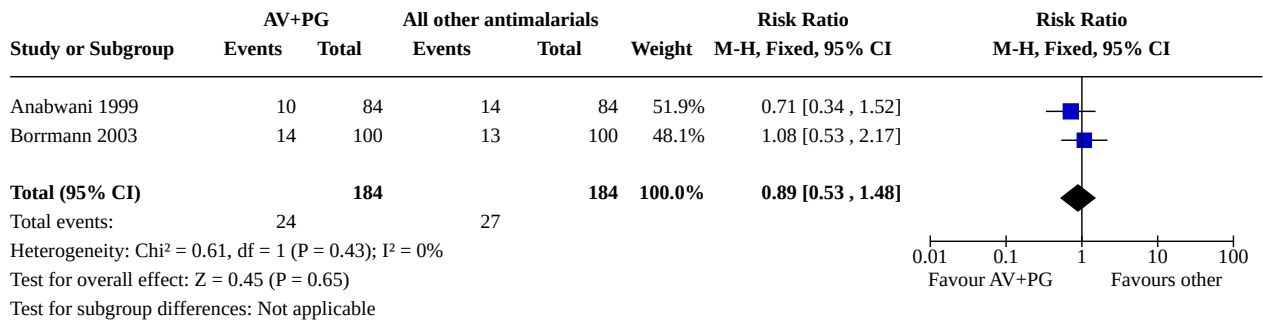 AV+PG All other antimalarials Risk Ratio Risk Ratio
Study or Subgroup Events Total Events Total Weight M-H, Fixed, 95% CI M-H, Fixed, 95% CI
Anabwani 1999 10 84 14 84 51.9% 0.71 [0.34 , 1.52]
Borrmann 2003 14 100 13 100 48.1% 1.08 [0.53 , 2.17]
Total (95% CI) 184 184 100.0% 0.89 [0.53 , 1.48]
Total events: 24 27
Heterogeneity: Chi² = 0.61, df = 1 (P = 0.43); I² = 0%
0.01 0.1 1 10 100
Test for overall effect: Z = 0.45 (P = 0.65)
Favour AV+PG Favours other
Test for subgroup differences: Not applicable